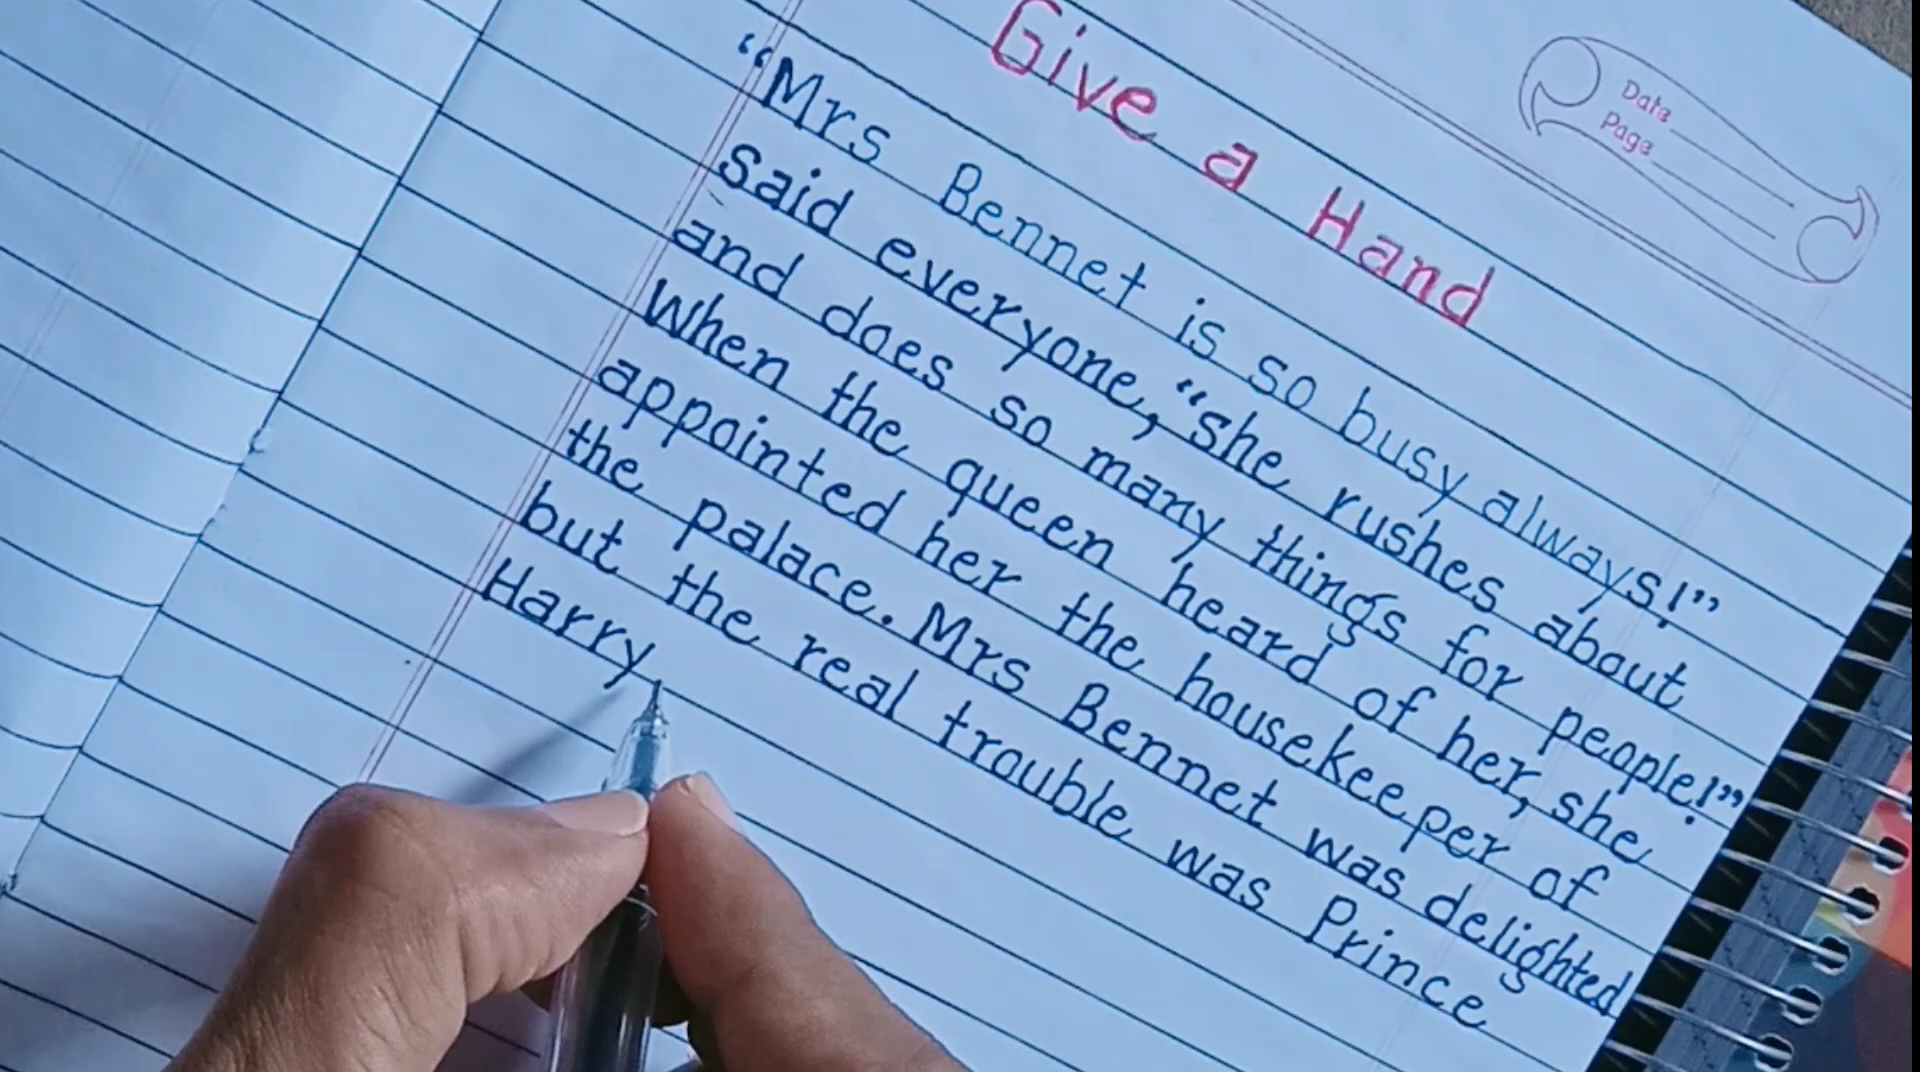 Give a Hand
Date
Page
“Mrs Bennet is so busy always!”
said everyone, “she rushes about
and does so many things for people!”
When the queen heard of her, she
appointed her the housekeeper of
the palace. Mrs Bennet was delighted
but the real trouble was Prince
Harry